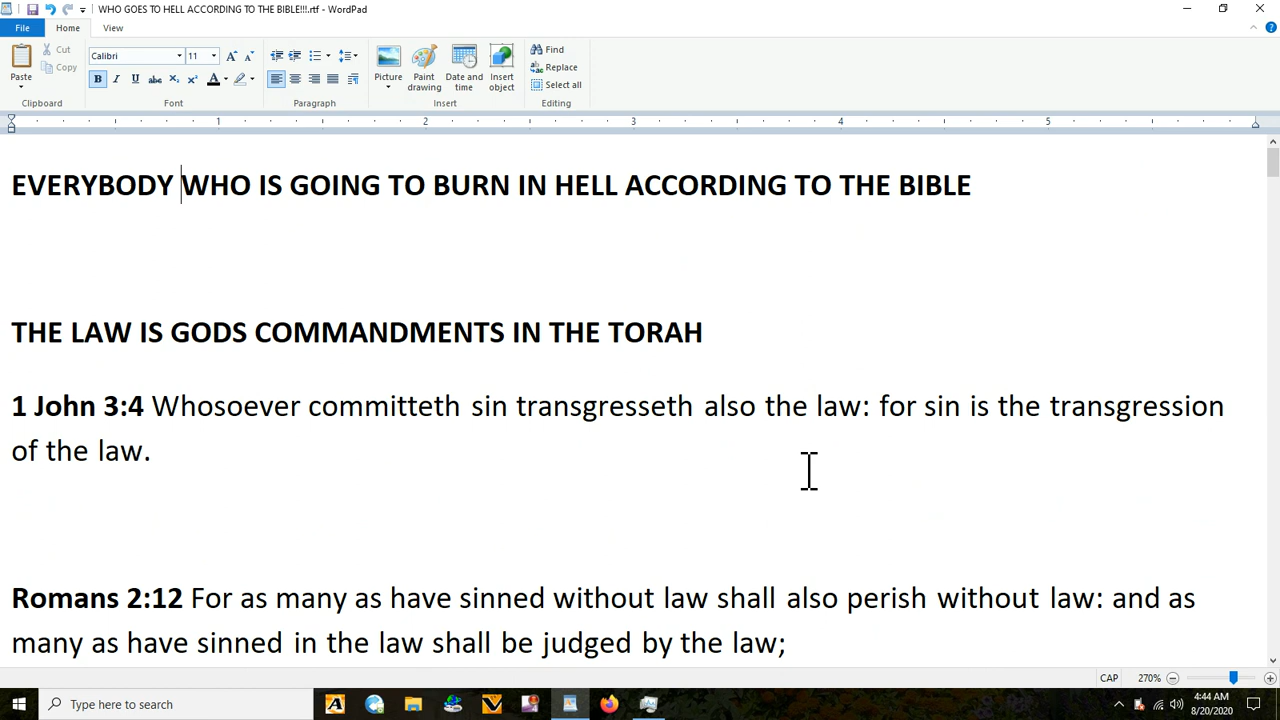 WHO GOES TO HELL ACCORDING TO THE BIBLE!!!.rtf - WordPad
File Home View
Paste
Cut
Copy
Clipboard
Calibri 11
Font
Paragraph
Picture
Paint drawing
Date and time
Insert object
Insert
Find
Replace
Select all
Editing
1 2 3 4 5
EVERYBODY WHO IS GOING TO BURN IN HELL ACCORDING TO THE BIBLE
THE LAW IS GODS COMMANDMENTS IN THE TORAH
1 John 3:4 Whosoever committeth sin transgresseth also the law: for sin is the transgression
of the law.
Romans 2:12 For as many as have sinned without law shall also perish without law: and as
many as have sinned in the law shall be judged by the law;
CAP 270%
Type here to search
4:44 AM
8/20/2020